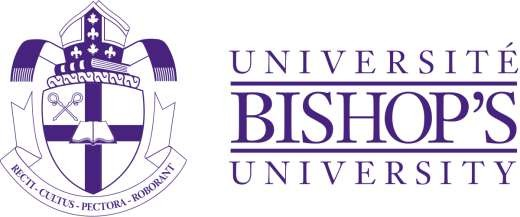 RECTI - CULTUS - PECTORA - ROBORANT
UNIVERSITÉ
BISHOP'S
UNIVERSITY